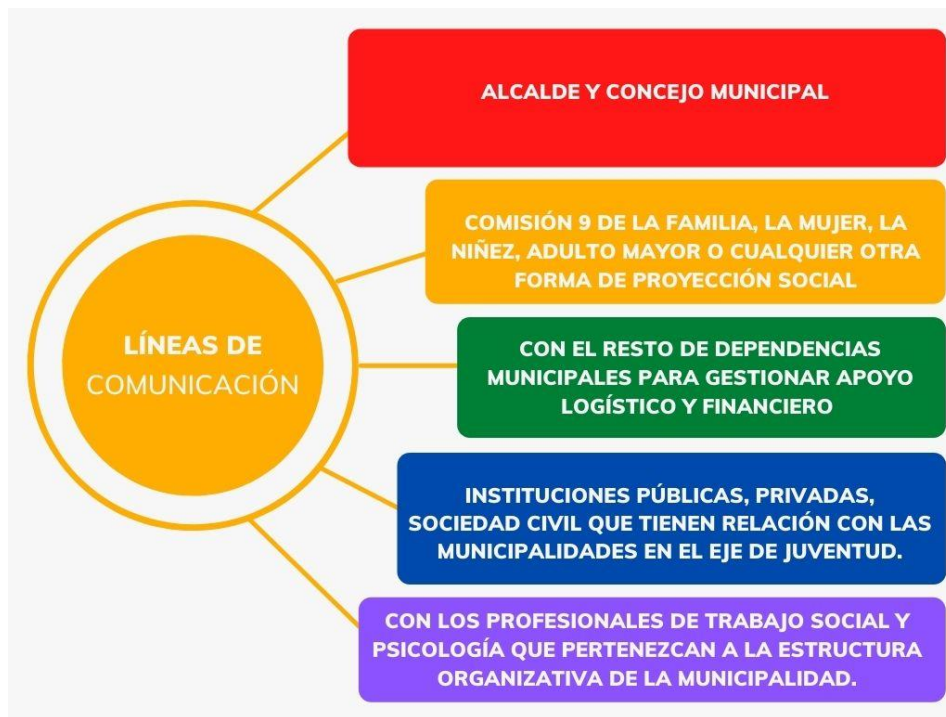 LÍNEAS DE
COMUNICACIÓN
ALCALDE Y CONCEJO MUNICIPAL
COMISIÓN 9 DE LA FAMILIA, LA MUJER, LA
NIÑEZ, ADULTO MAYOR O CUALQUIER OTRA
FORMA DE PROYECCIÓN SOCIAL
CON EL RESTO DE DEPENDENCIAS
MUNICIPALES PARA GESTIONAR APOYO
LOGÍSTICO Y FINANCIERO
INSTITUCIONES PÚBLICAS, PRIVADAS,
SOCIEDAD CIVIL QUE TIENEN RELACIÓN CON LAS
MUNICIPALIDADES EN EL EJE DE JUVENTUD.
CON LOS PROFESIONALES DE TRABAJO SOCIAL Y
PSICOLOGÍA QUE PERTENEZCAN A LA ESTRUCTURA
ORGANIZATIVA DE LA MUNICIPALIDAD.